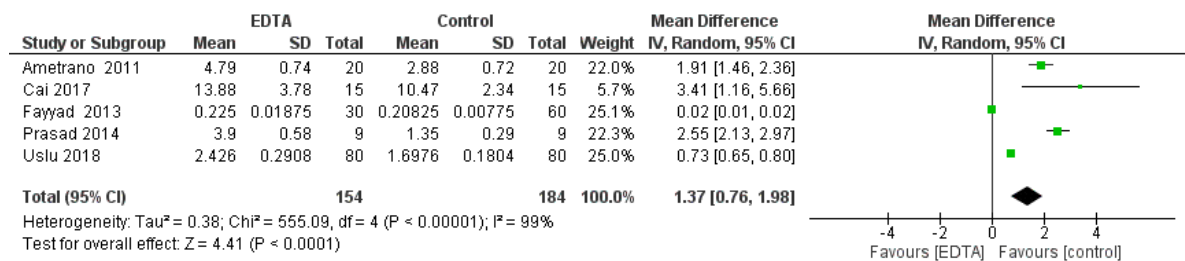 EDTA Control Mean Difference Mean Difference
Study or Subgroup Mean SD Total Mean SD Total Weight IV, Random, 95% CI IV, Random, 95% CI
Ametrano 2011 4.79 0.74 20 2.88 0.72 20 22.0% 1.91 [1.46, 2.36]
Cai 2017 13.88 3.78 15 10.47 2.34 15 5.7% 3.41 [1.16, 5.66]
Fayyad 2013 0.225 0.01875 30 0.20825 0.00775 60 25.1% 0.02 [0.01, 0.02]
Prasad 2014 3.9 0.58 9 1.35 0.29 9 22.3% 2.55 [2.13, 2.97]
Uslu 2018 2.426 0.2908 80 1.6976 0.1804 80 25.0% 0.73 [0.65, 0.80]
Total (95% CI) 154 184 100.0% 1.37 [0.76, 1.98]
Heterogeneity: Tau² = 0.38; Chi² = 555.09, df = 4 (P < 0.00001); I² = 99%
Test for overall effect: Z = 4.41 (P < 0.0001)
-4 -2 0 2 4
Favours [EDTA] Favours [control]